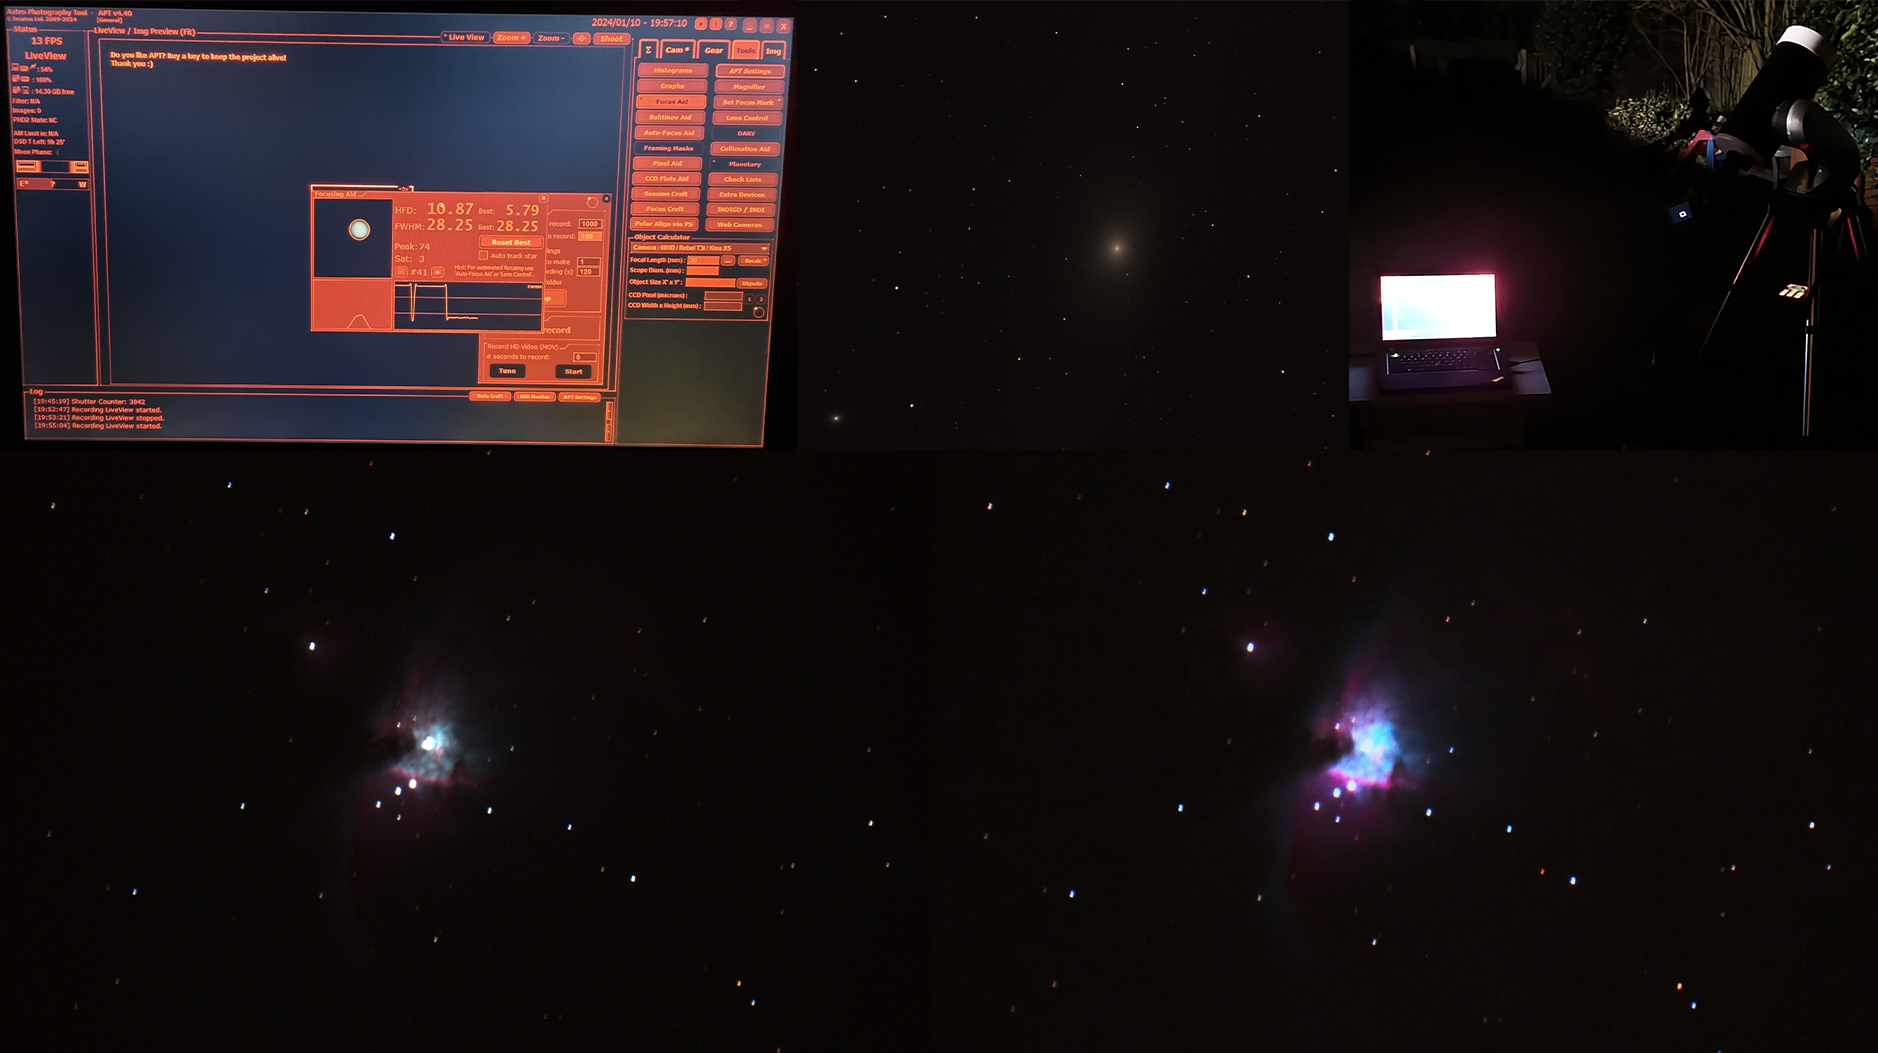 Astro Photography Tool - APT v4.40
© Incanus Ltd. 2009-2024 [General]
2024/01/10 - 19:57:10
Status
13 FPS
LiveView
: 54%
: 100%
: 14.30 GB free
Filter: N/A
Images: 0
PHD2 State: NC
AM Limit in: N/A
DSD T Left: 0h 25'
Moon Phase:
E* ? W
LiveView / Img Preview (Fit)
* Live View Zoom + Zoom - Shoot
Do you like APT? Buy a key to keep the project alive!
Thank you :)
Σ Cam * Gear Tools Img
Histograms APT Settings
Graphs Magnifier
Focus Aid Set Focus Mark
Bahtinov Aid Lens Control
Auto-Focus Aid DARV
Framing Masks Collimation Aid
Pixel Aid Planetary
CCD Flats Aid Check Lists
Session Craft Extra Devices
Focus Craft INDIGO / INDI
Polar Align via PS Web Cameras
Object Calculator
Camera : 600D / Rebel T3i / Kiss X5
Focal Length (mm) : ... Recalc
Scope Diam. (mm) :
Object Size X' x Y' : Objects
CCD Pixel (microns) : 1 2
CCD Width x Height (mm) :
Focusing Aid
HFD: 10.87 Best: 5.79
FWHM: 28.25 Best: 28.25
Reset Best
Peak: 74
Sat: 3
Auto track star
#41
Hint: For automated focusing use
'Auto-Focus Aid' or 'Lens Control'.
record: 1000
to record: 180
to make 1
(s) 120
folder
record
Record HD Video (MOV)
# seconds to record: 5
Tune Start
Log
Data Craft USB Monitor APT Settings
[19:45:19] Shutter Counter: 3842
[19:52:47] Recording LiveView started.
[19:53:21] Recording LiveView stopped.
[19:55:04] Recording LiveView started.